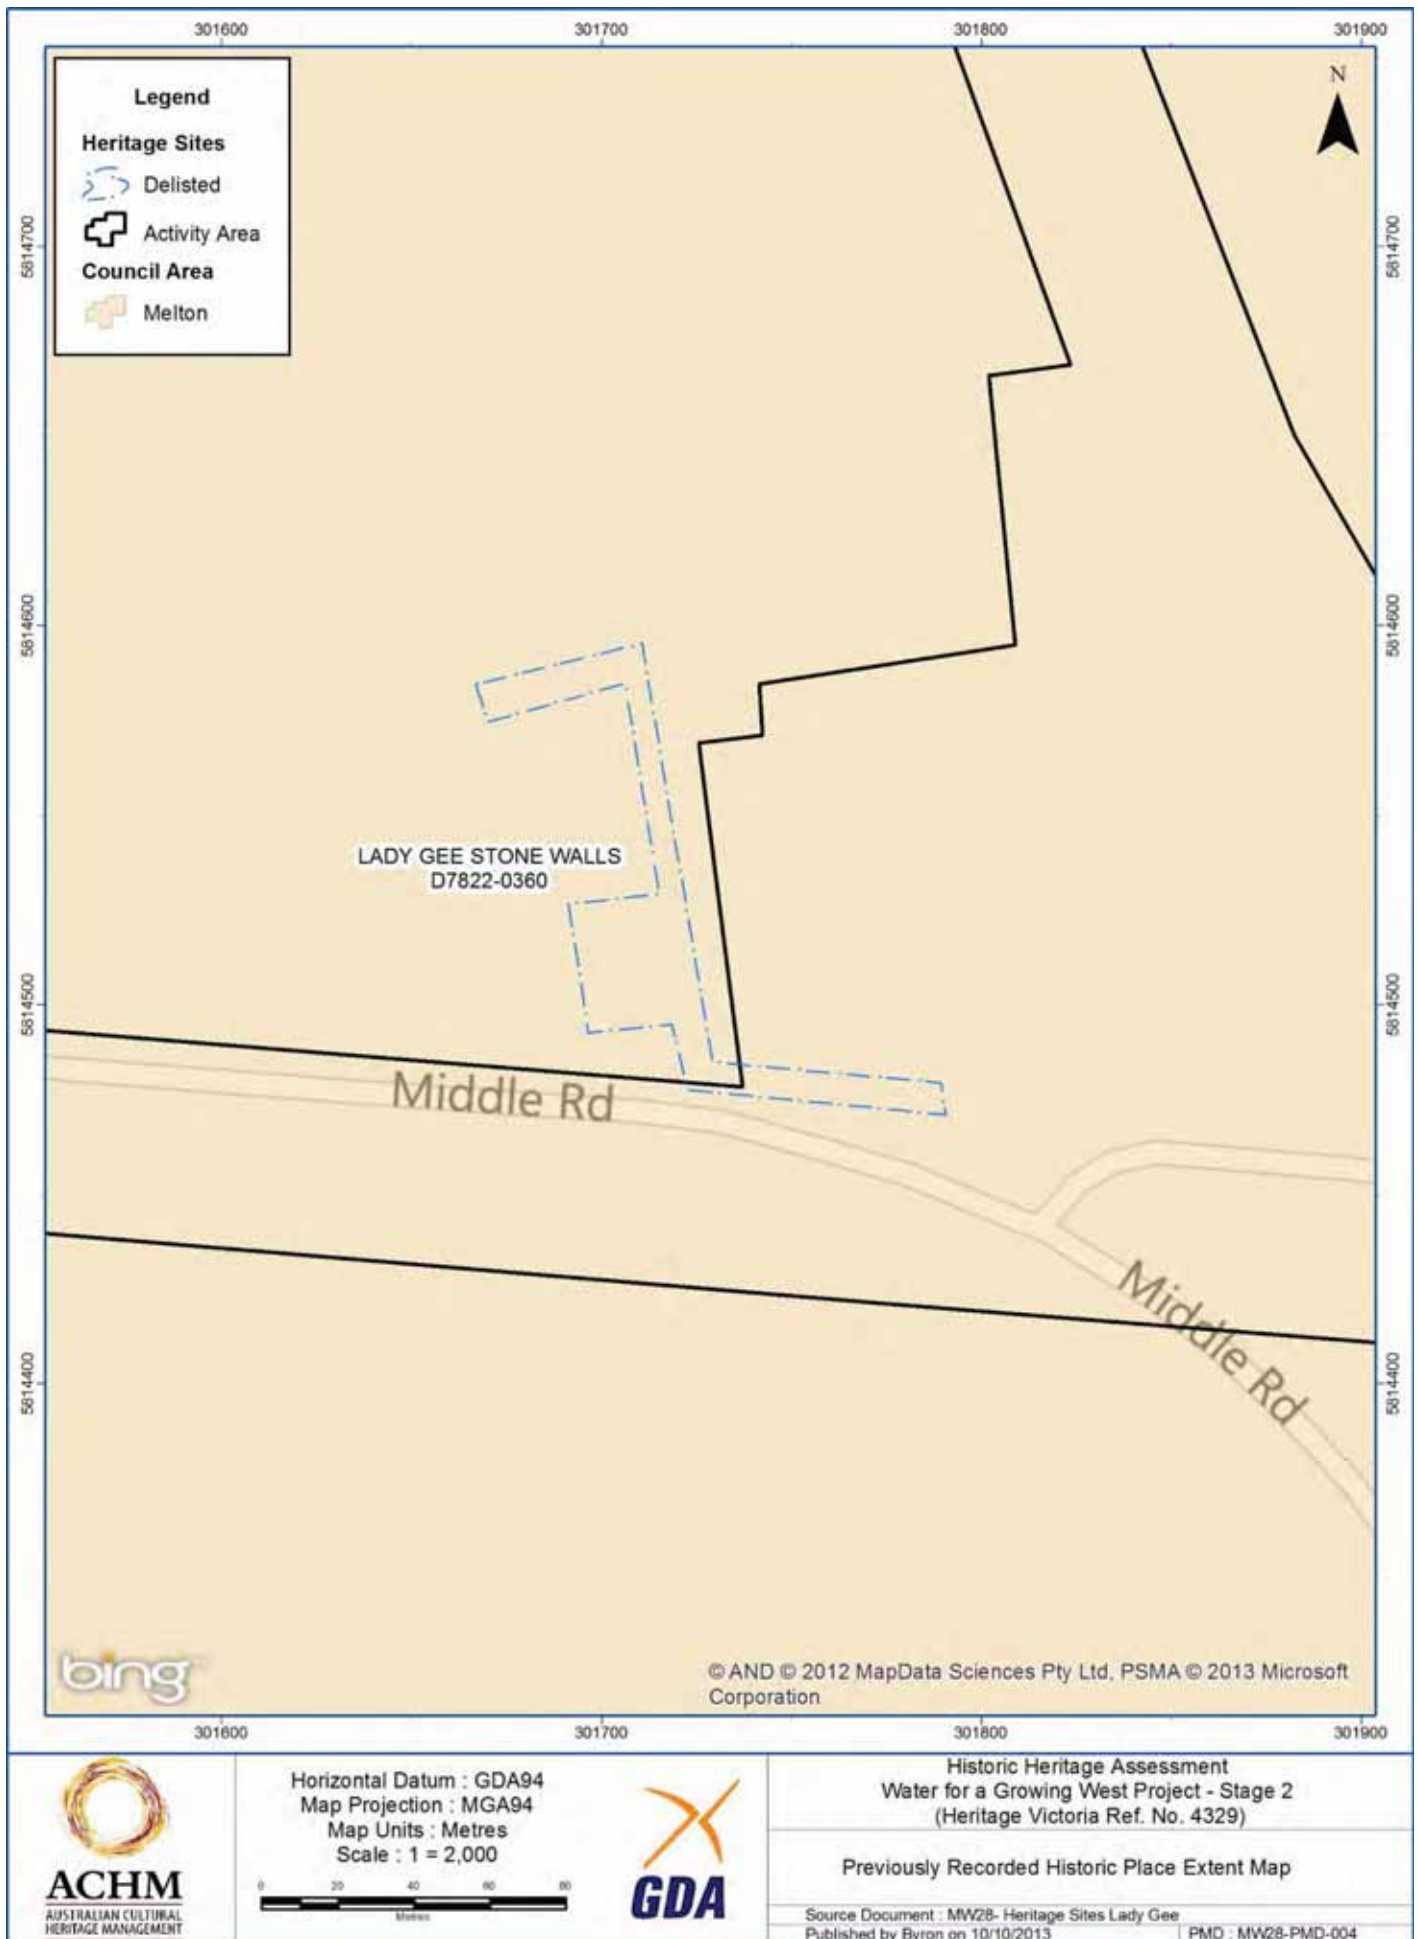 301600 301700 301800 301900
Legend
Heritage Sites
Delisted
Activity Area
Council Area
Melton
N
5814700 5814700
5814600 5814600
LADY GEE STONE WALLS
D7822-0360
5814500 5814500
Middle Rd
Middle Rd
5814400 5814400
bing
© AND © 2012 MapData Sciences Pty Ltd, PSMA © 2013 Microsoft
Corporation
301600 301700 301800 301900
ACHM
AUSTRALIAN CULTURAL
HERITAGE MANAGEMENT
Horizontal Datum : GDA94
Map Projection : MGA94
Map Units : Metres
Scale : 1 = 2,000
0 20 40 60 80
Metres
GDA
Historic Heritage Assessment
Water for a Growing West Project - Stage 2
(Heritage Victoria Ref. No. 4329)
Previously Recorded Historic Place Extent Map
Source Document : MW28- Heritage Sites Lady Gee
Published by Byron on 10/10/2013 PMD : MW28-PMD-004